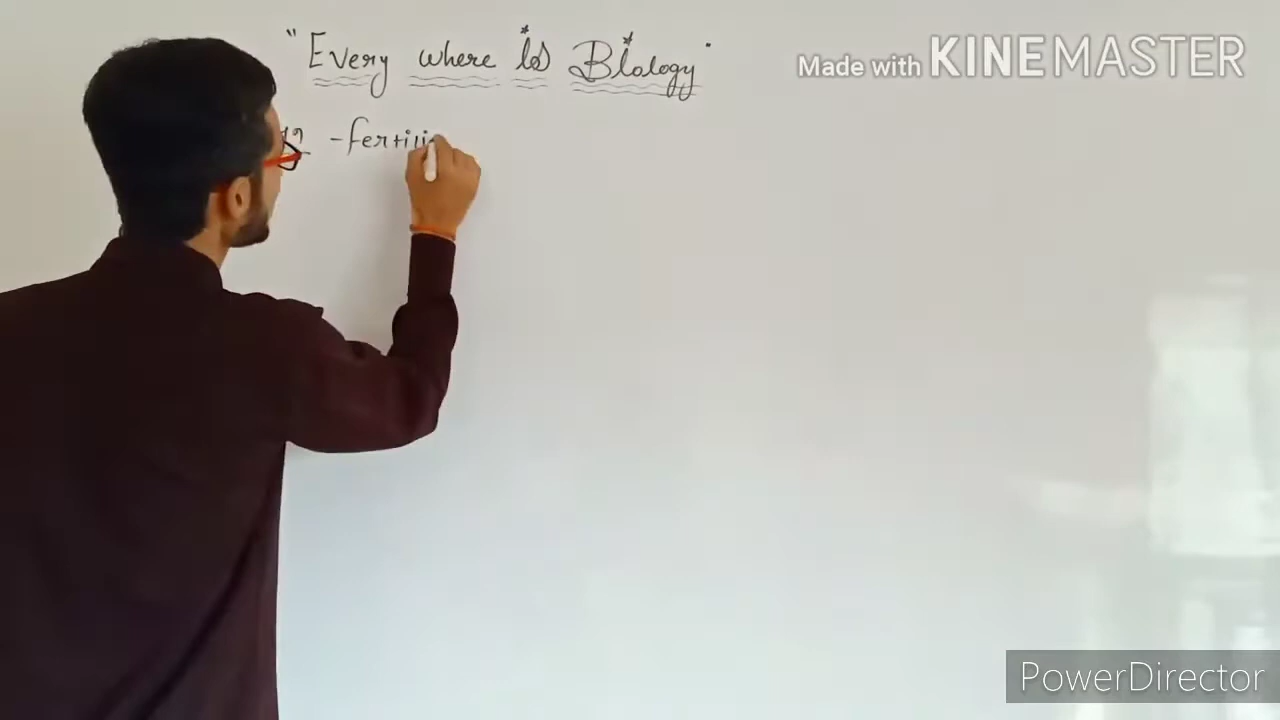 "Every where is Biology"
- fertili
Made with KINEMASTER
PowerDirector